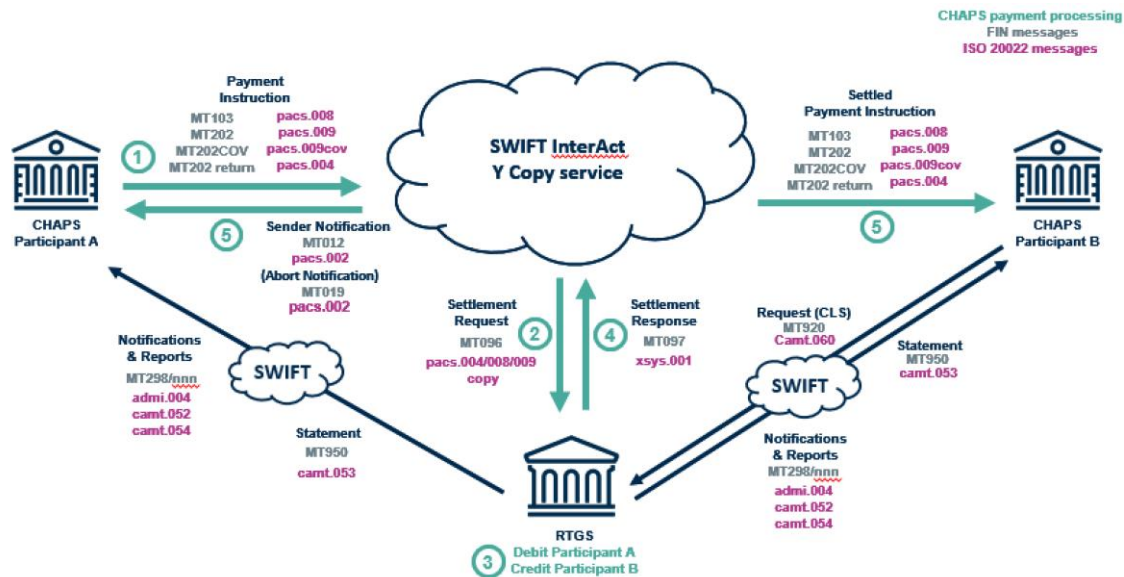 CHAPS payment processing
FIN messages
ISO 20022 messages
Payment
Instruction
MT103 pacs.008
MT202 pacs.009
MT202COV pacs.009cov
MT202 return pacs.004
1
SWIFT InterAct
Y Copy service
Settled
Payment Instruction
MT103 pacs.008
MT202 pacs.009
MT202COV pacs.009cov
MT202 return pacs.004
5
CHAPS
Participant A
5
Sender Notification
MT012
pacs.002
(Abort Notification)
MT019
pacs.002
CHAPS
Participant B
Settlement
Request
MT096
pacs.004/008/009
copy
2
4
Settlement
Response
MT097
xsys.001
Request (CLS)
MT920
Camt.060
Statement
MT950
camt.053
Notifications
& Reports
MT298/nnn
admi.004
camt.052
camt.054
SWIFT
Statement
MT950
camt.053
SWIFT
Notifications
& Reports
MT298/nnn
admi.004
camt.052
camt.054
RTGS
3
Debit Participant A
Credit Participant B